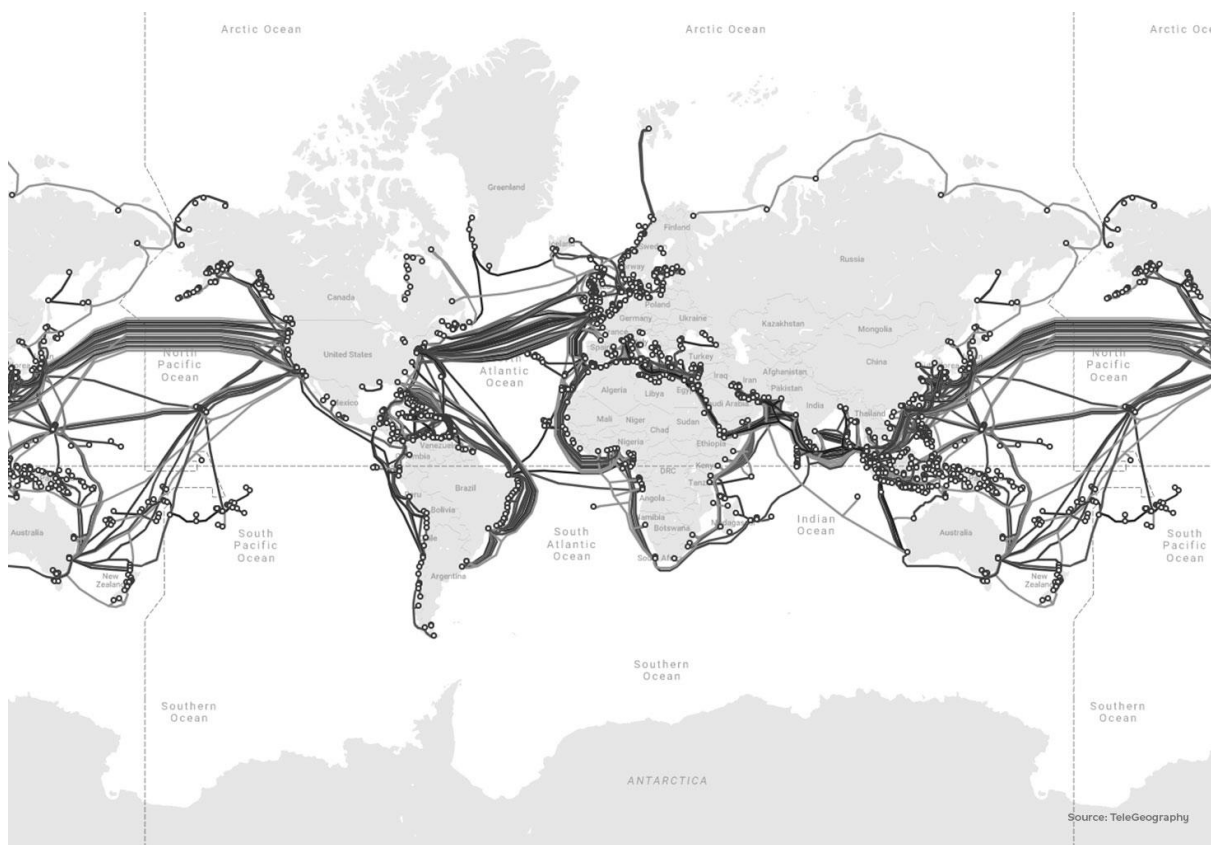 Arctic Ocean
Arctic Ocean
Greenland
Finland
Russia
Canada
Poland
Germany
Ukraine
Kazakhstan
Mongolia
United States
North
Pacific
Ocean
Atlantic
Ocean
Turkey
China
North
Pacific
Ocean
Afghanistan
Iraq
Iran
Pakistan
Algeria
Libya
India
Mali
Niger
Chad
Sudan
Thailand
Nigeria
Ethiopia
DRC
Brazil
Angola
Bolivia
Botswana
Australia
South
Pacific
Ocean
South
Atlantic
Ocean
Indian
Ocean
Australia
South
Pacific
Ocean
New
Zealand
Argentina
New
Zealand
Southern
Ocean
Southern
Ocean
Southern
Ocean
ANTARCTICA
Source: TeleGeography